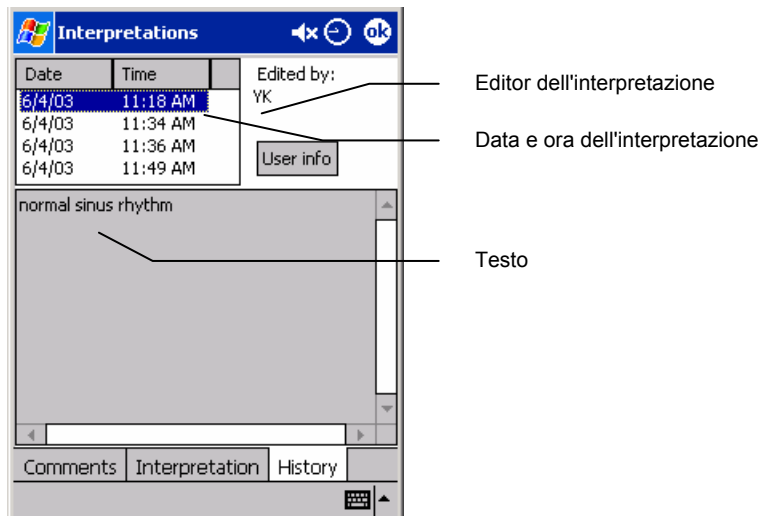 Interpretations ok
Date Time Edited by:
6/4/03 11:18 AM YK
6/4/03 11:34 AM
6/4/03 11:36 AM
6/4/03 11:49 AM
User info
normal sinus rhythm
Comments Interpretation History
Editor dell'interpretazione
Data e ora dell'interpretazione
Testo